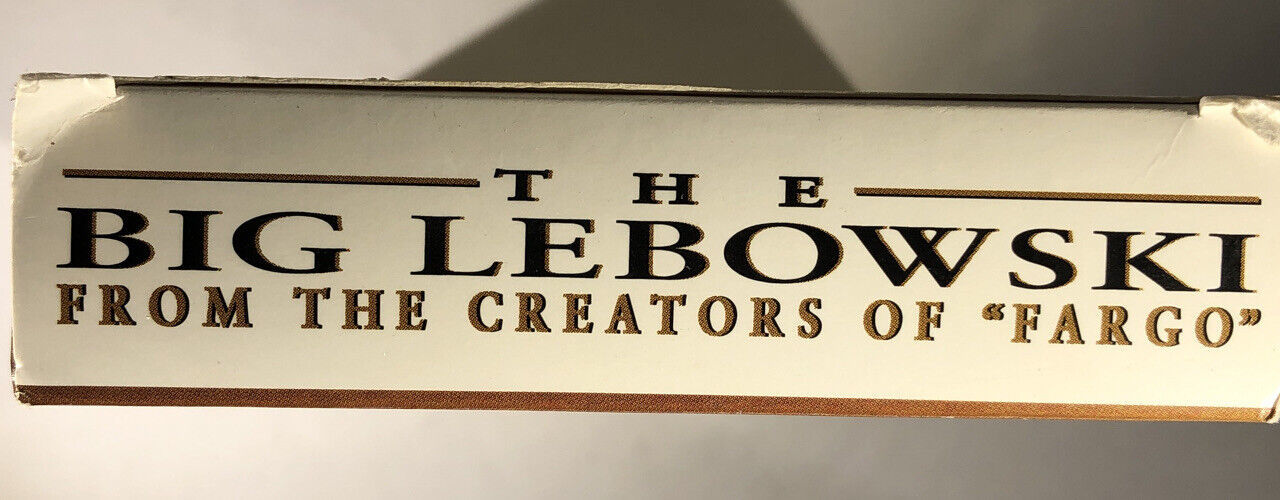 THE
BIG LEBOWSKI
FROM THE CREATORS OF “FARGO”